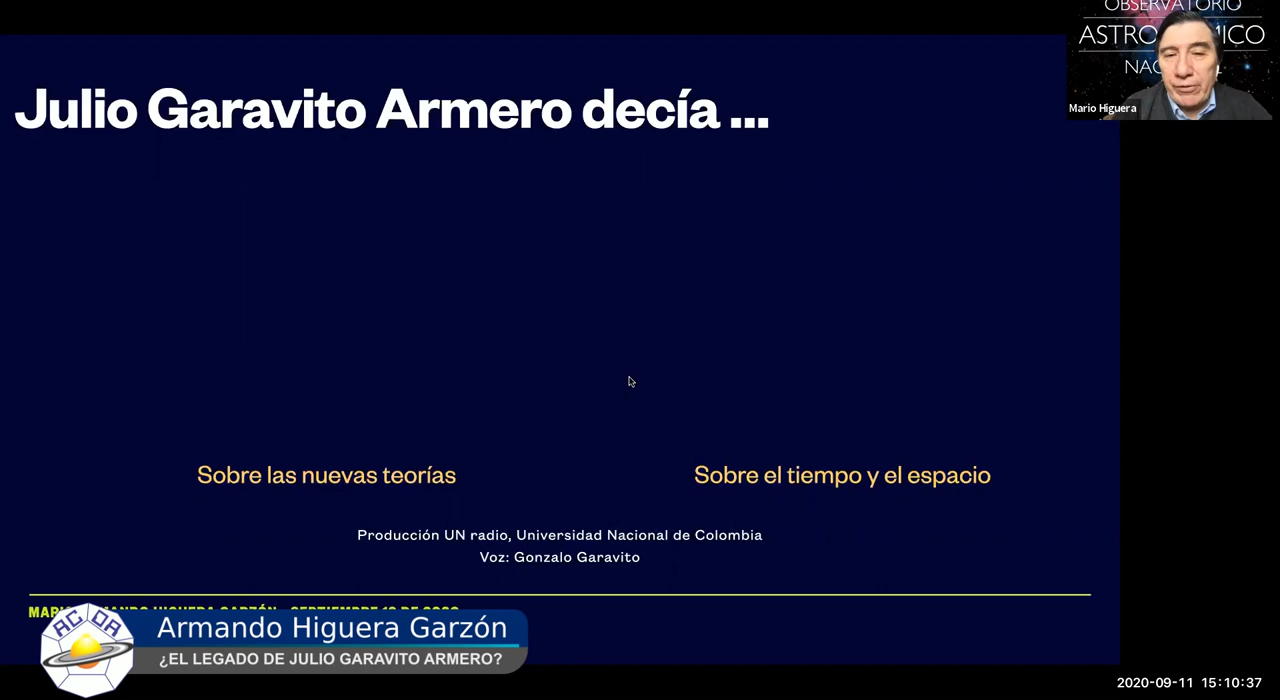 OBSERVATORIO
Mario Higuera
Julio Garavito Armero decía ...
Sobre las nuevas teorías
Sobre el tiempo y el espacio
Producción UN radio, Universidad Nacional de Colombia
Voz: Gonzalo Garavito
ACDA
Armando Higuera Garzón
¿EL LEGADO DE JULIO GARAVITO ARMERO?
2020-09-11 15:10:37